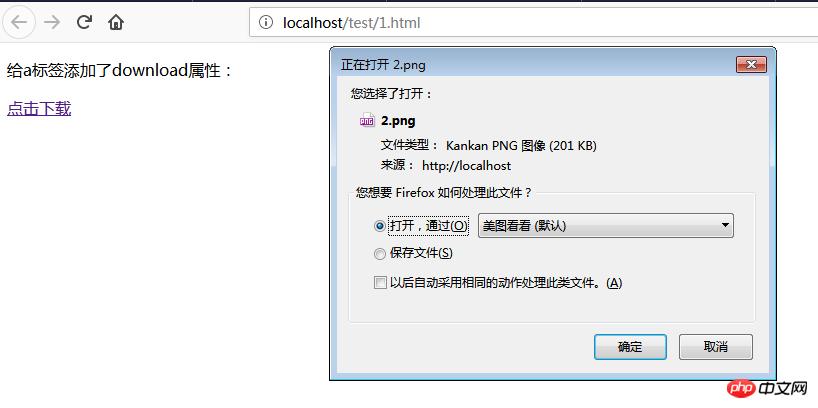 localhost/test/1.html
给a标签添加了download属性：
点击下载
正在打开 2.png
您选择了打开：
PNG 2.png
文件类型： Kankan PNG 图像 (201 KB)
来源： http://localhost
您想要 Firefox 如何处理此文件？
打开，通过(O) 美图看看 (默认)
保存文件(S)
以后自动采用相同的动作处理此类文件。(A)
确定 取消
php 中文网